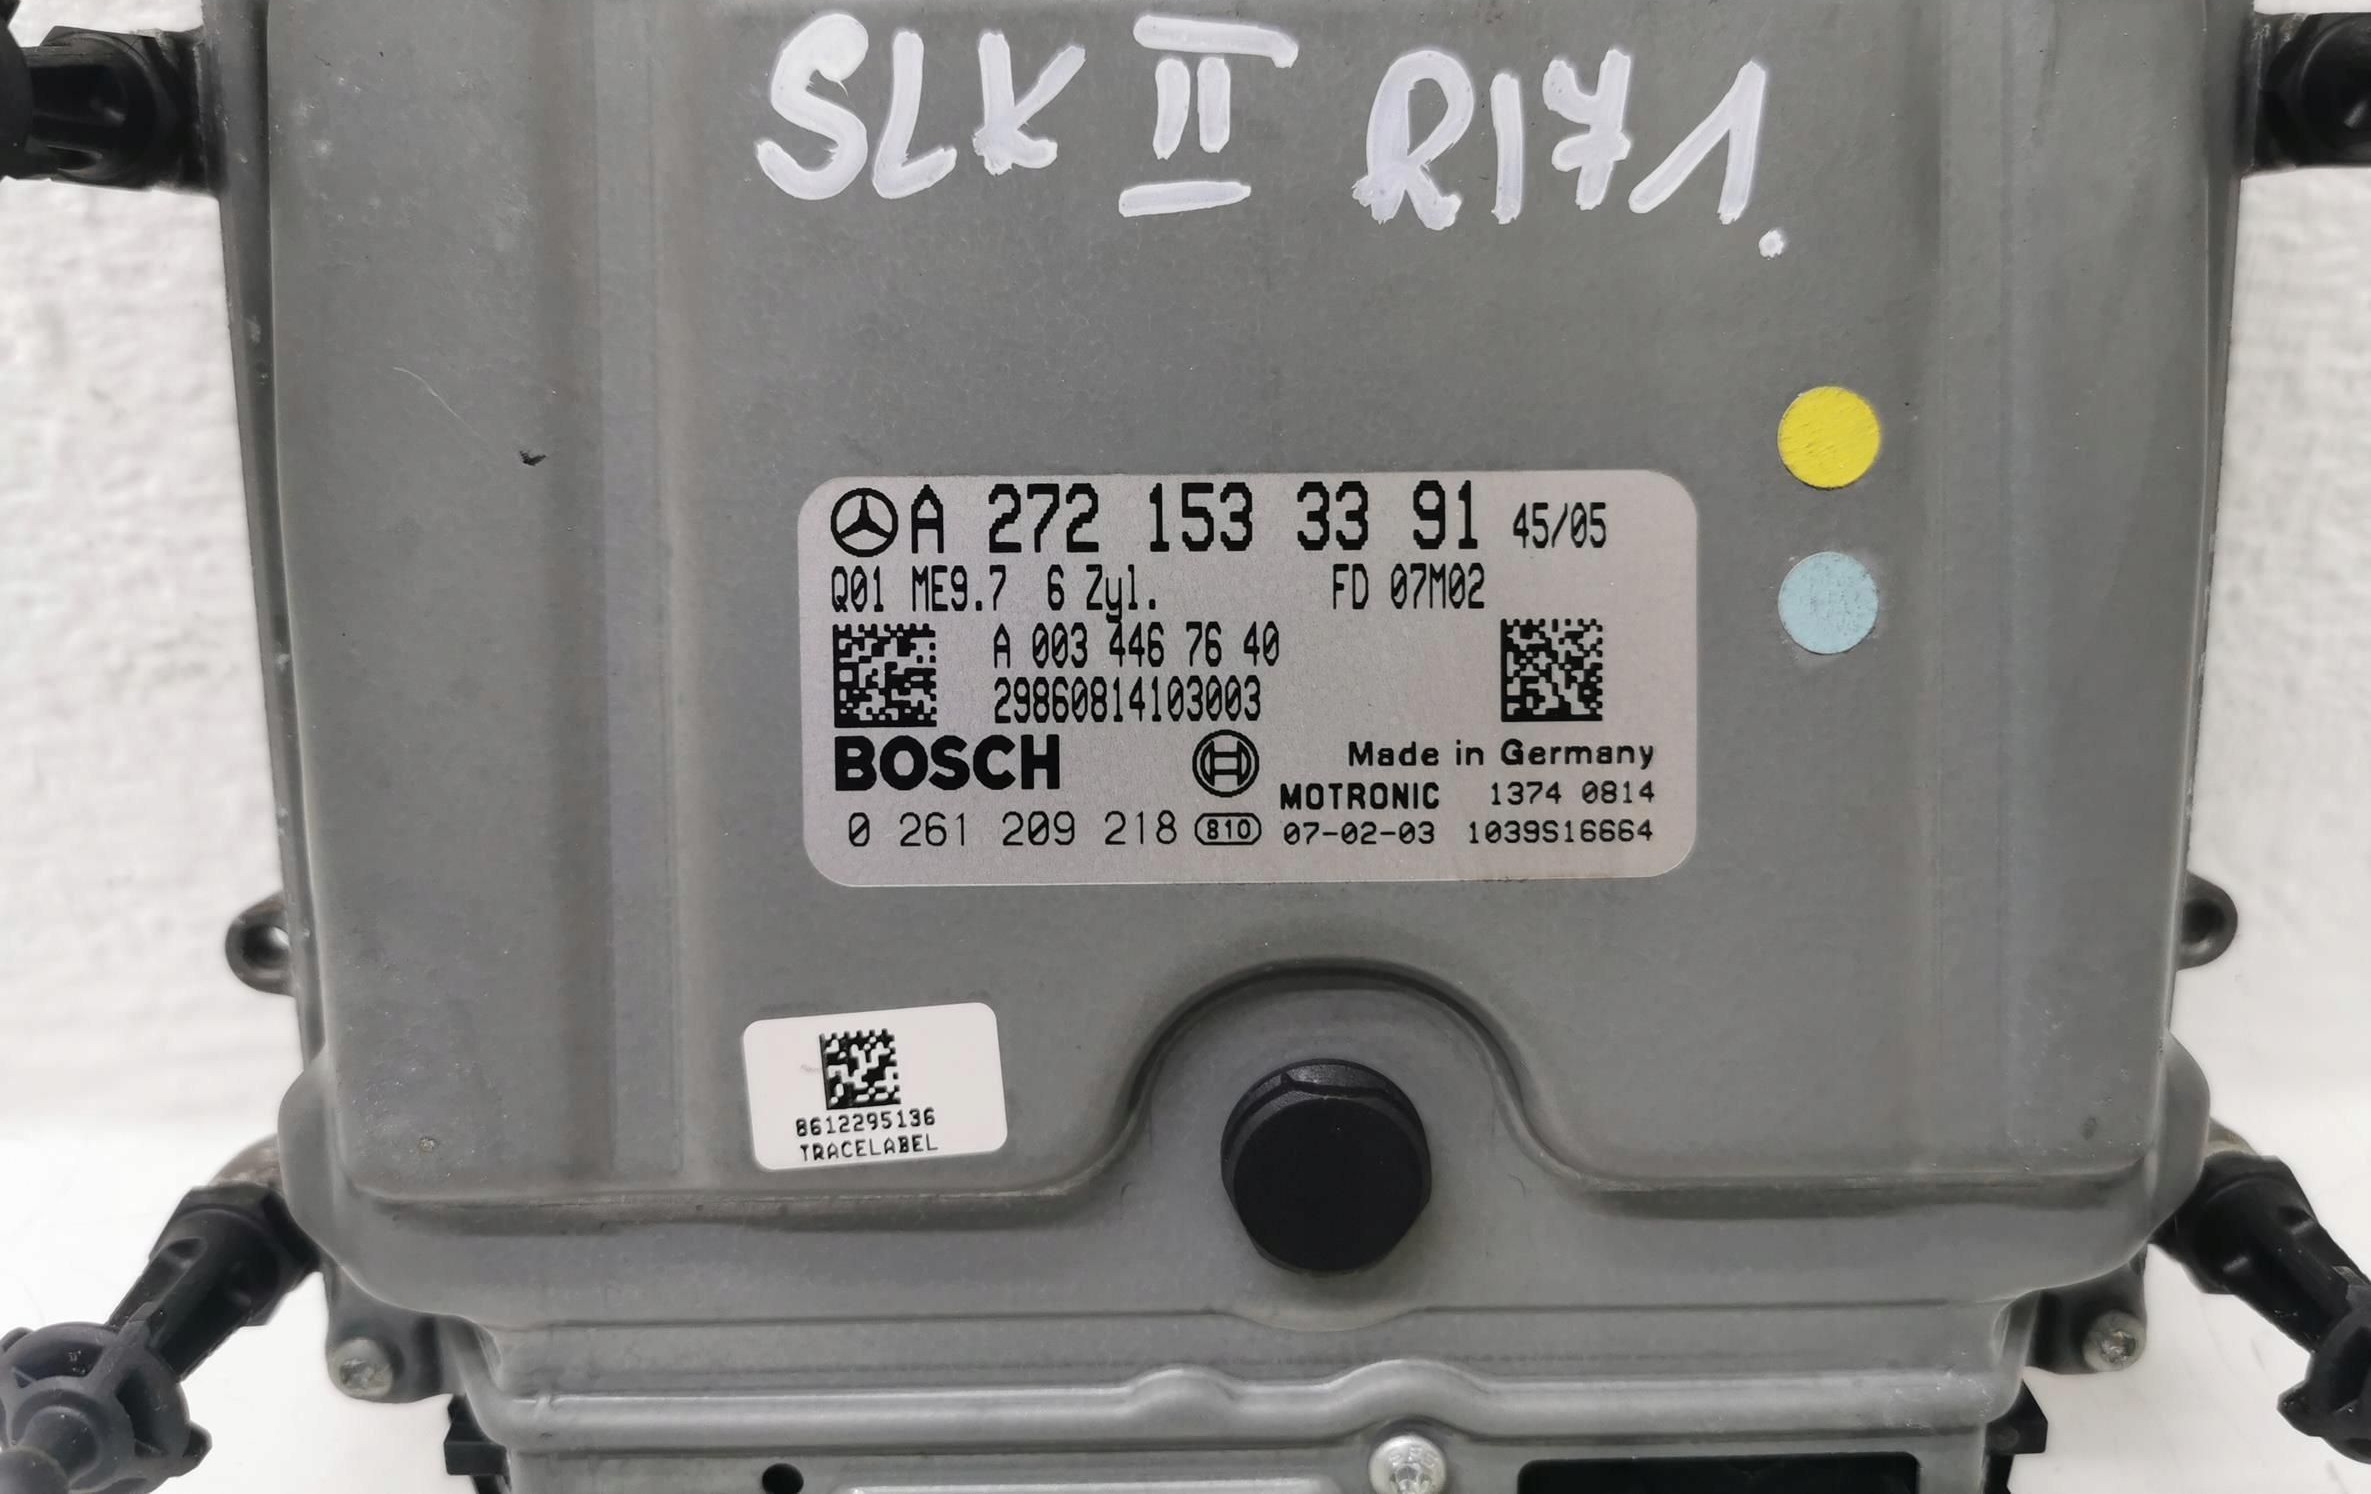 SLK II R171.
A 272 153 33 91 45/05
Q01 ME9.7 6 Zyl. FD 07M02
A 003 446 76 40
29860814103003
BOSCH Made in Germany
MOTRONIC 1374 0814
0 261 209 218 810 07-02-03 1039S16664
8612295136
TRACELABEL